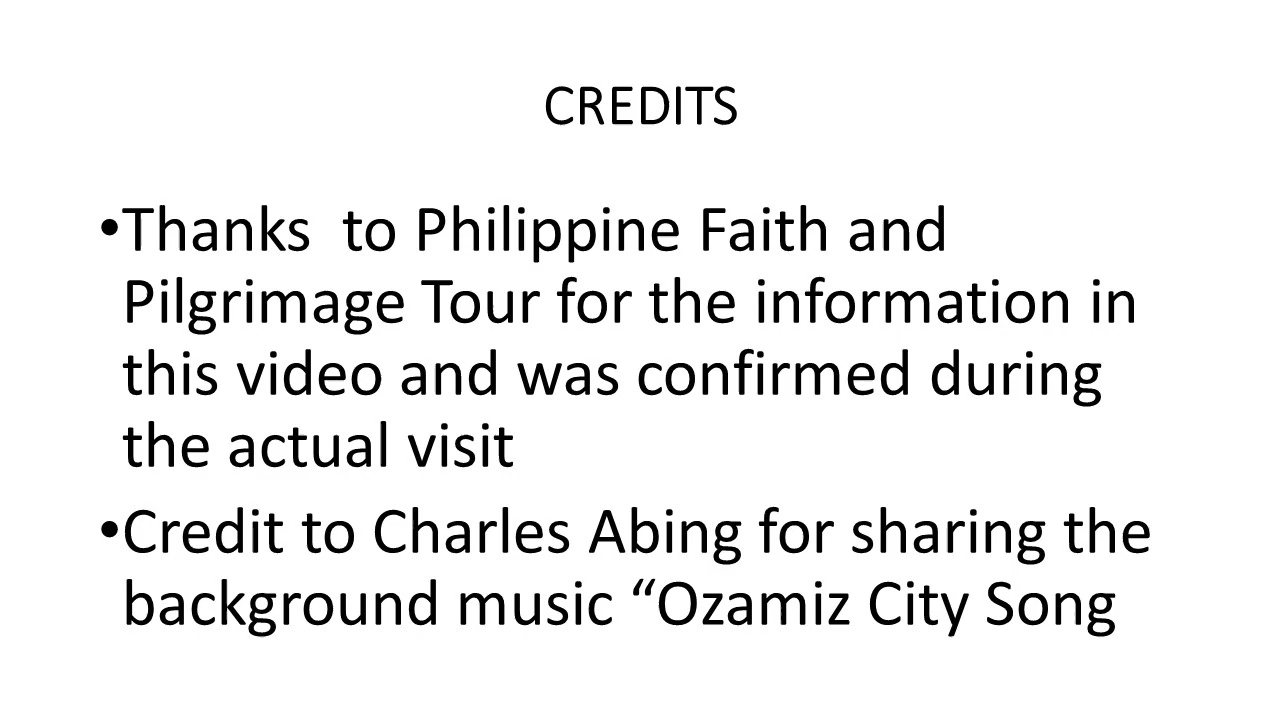 CREDITS
•Thanks  to Philippine Faith and
Pilgrimage Tour for the information in
this video and was confirmed during
the actual visit
•Credit to Charles Abing for sharing the
background music “Ozamiz City Song